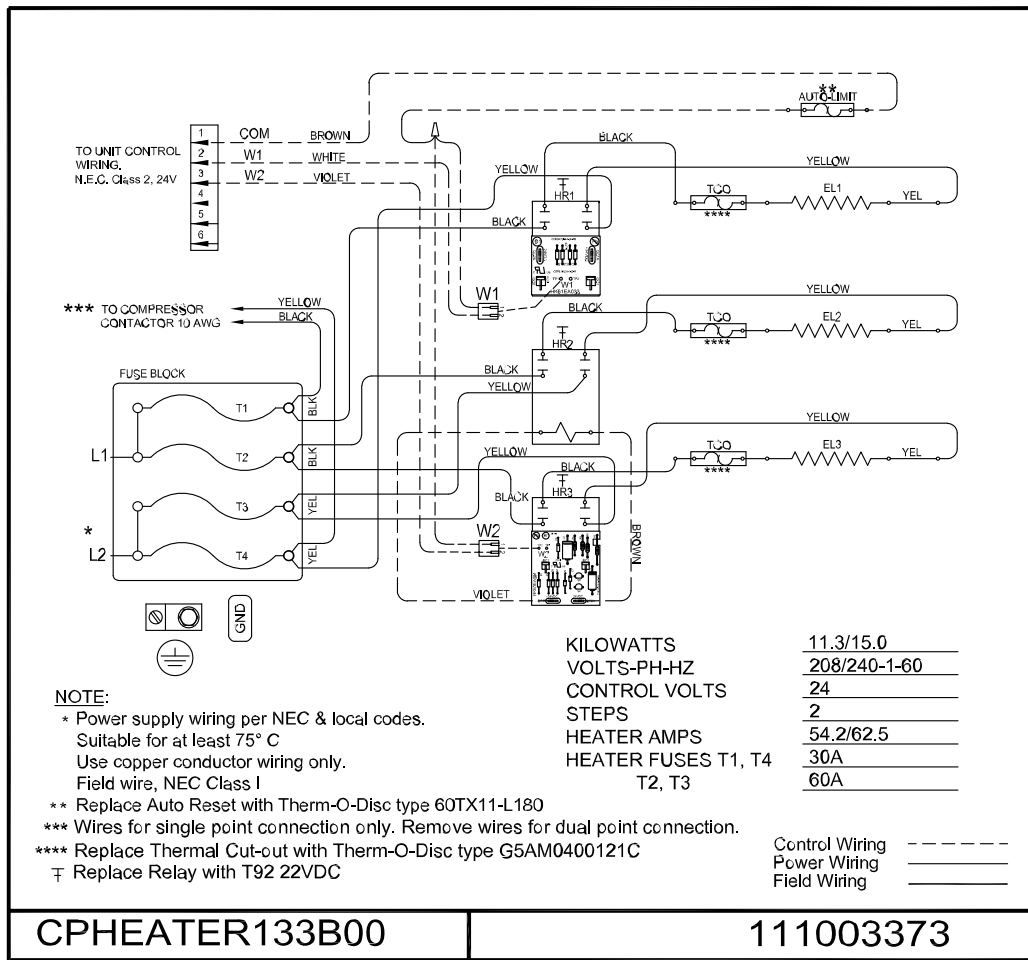 **
AUTO-LIMIT
1 COM BROWN
TO UNIT CONTROL
WIRING.
N.E.C. Class 2, 24V
2 W1 WHITE
3 W2 VIOLET
4
5
6
BLACK
YELLOW
YELLOW
HR1
TCO
****
EL1
YEL
BLACK
W1
HK61EA005
W1
*** TO COMPRESSOR
CONTACTOR 10 AWG
YELLOW
BLACK
YELLOW
BLACK
HR2
TCO
****
EL2
YEL
FUSE BLOCK
BLACK
YELLOW
T1
BLK
L1
T2
BLK
YELLOW
YELLOW
BLACK
HR3
TCO
****
EL3
YEL
BLACK
T3
YEL
*
L2
T4
YEL
W2
BROWN
VIOLET
GND
KILOWATTS 11.3/15.0
VOLTS-PH-HZ 208/240-1-60
CONTROL VOLTS 24
STEPS 2
HEATER AMPS 54.2/62.5
HEATER FUSES T1, T4 30A
T2, T3 60A
NOTE:
* Power supply wiring per NEC & local codes.
Suitable for at least 75° C
Use copper conductor wiring only.
Field wire, NEC Class I
** Replace Auto Reset with Therm-O-Disc type 60TX11-L180
*** Wires for single point connection only. Remove wires for dual point connection.
**** Replace Thermal Cut-out with Therm-O-Disc type G5AM0400121C
Replace Relay with T92 22VDC
Control Wiring
Power Wiring
Field Wiring
CPHEATER133B00
111003373